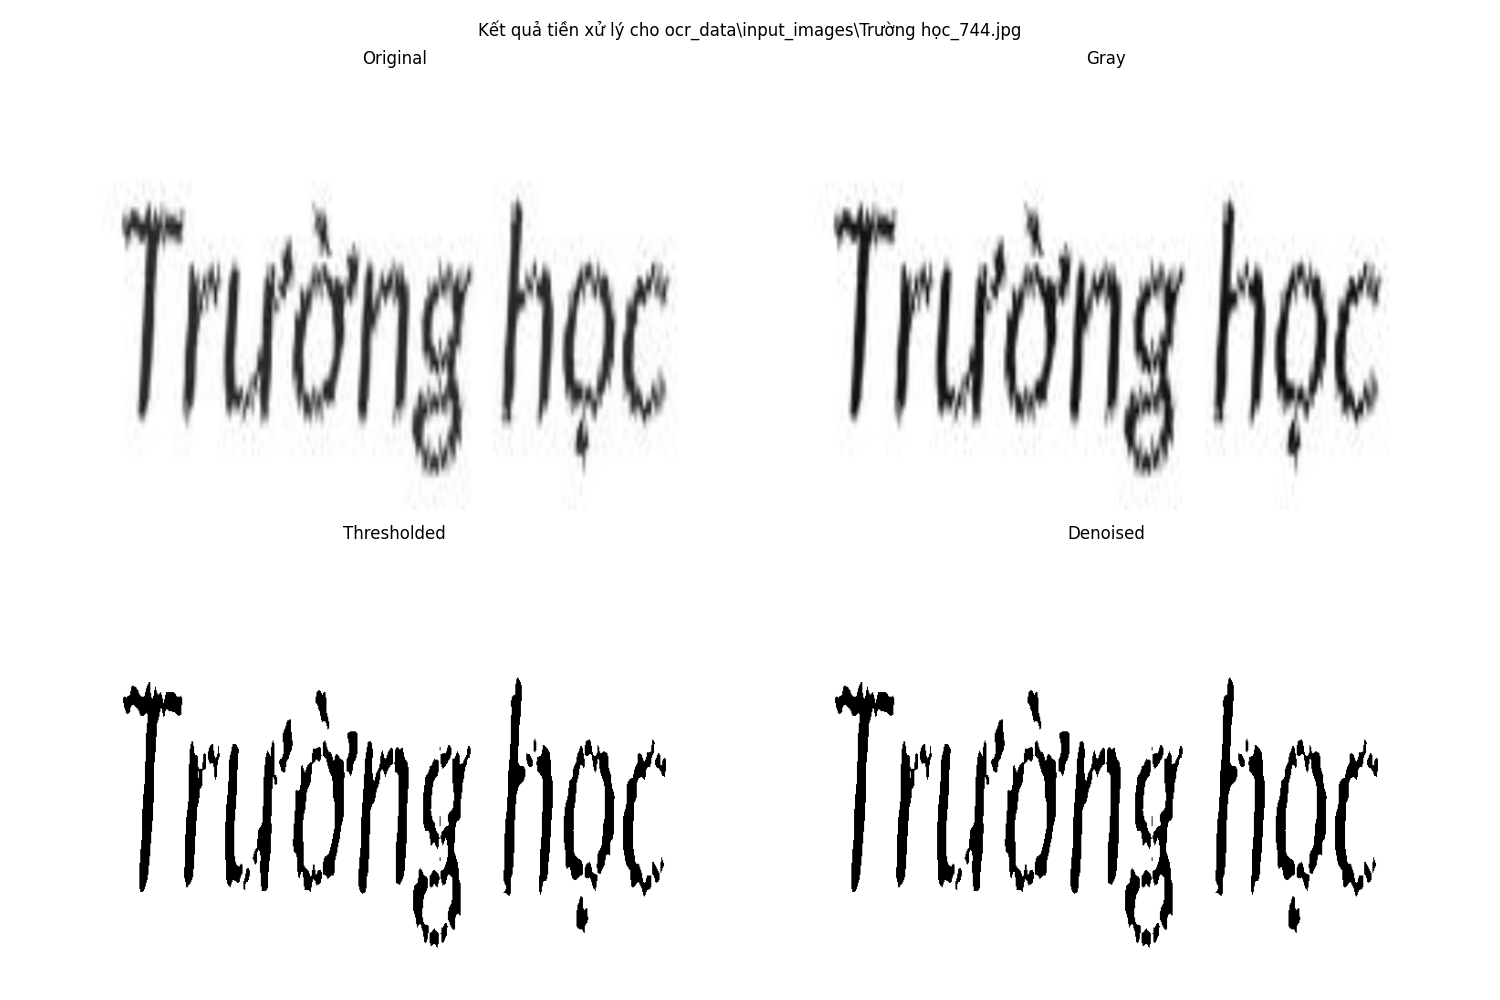 Kết quả tiền xử lý cho ocr_data\input_images\Trường học_744.jpg
Original
Gray
Trường học
Trường học
Thresholded
Denoised
Trường học
Trường học